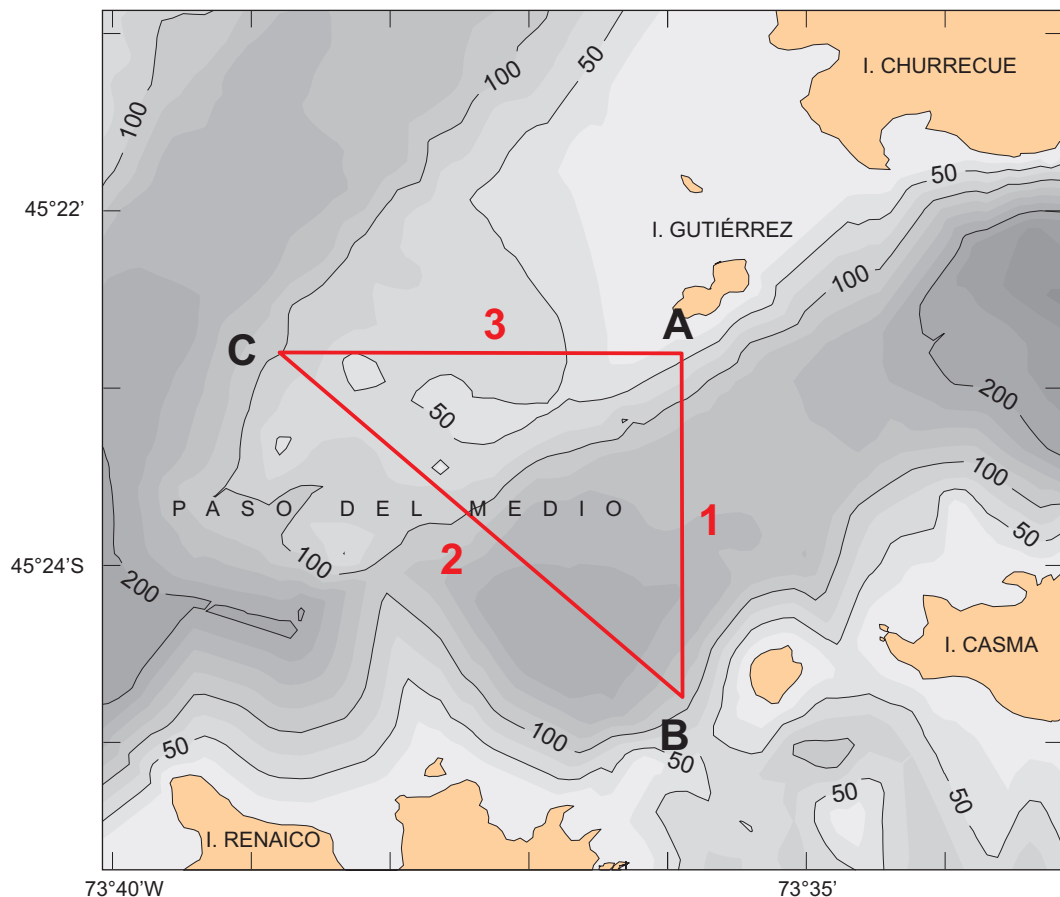 I. CHURRECUE
50
100
100
50
45°22'
I. GUTIÉRREZ
100
A
3
C
200
50
100
PASO DEL MEDIO
1
50
2
100
45°24'S
200
I. CASMA
B
100
50
50
50
50
I. RENAICO
73°40'W
73°35'